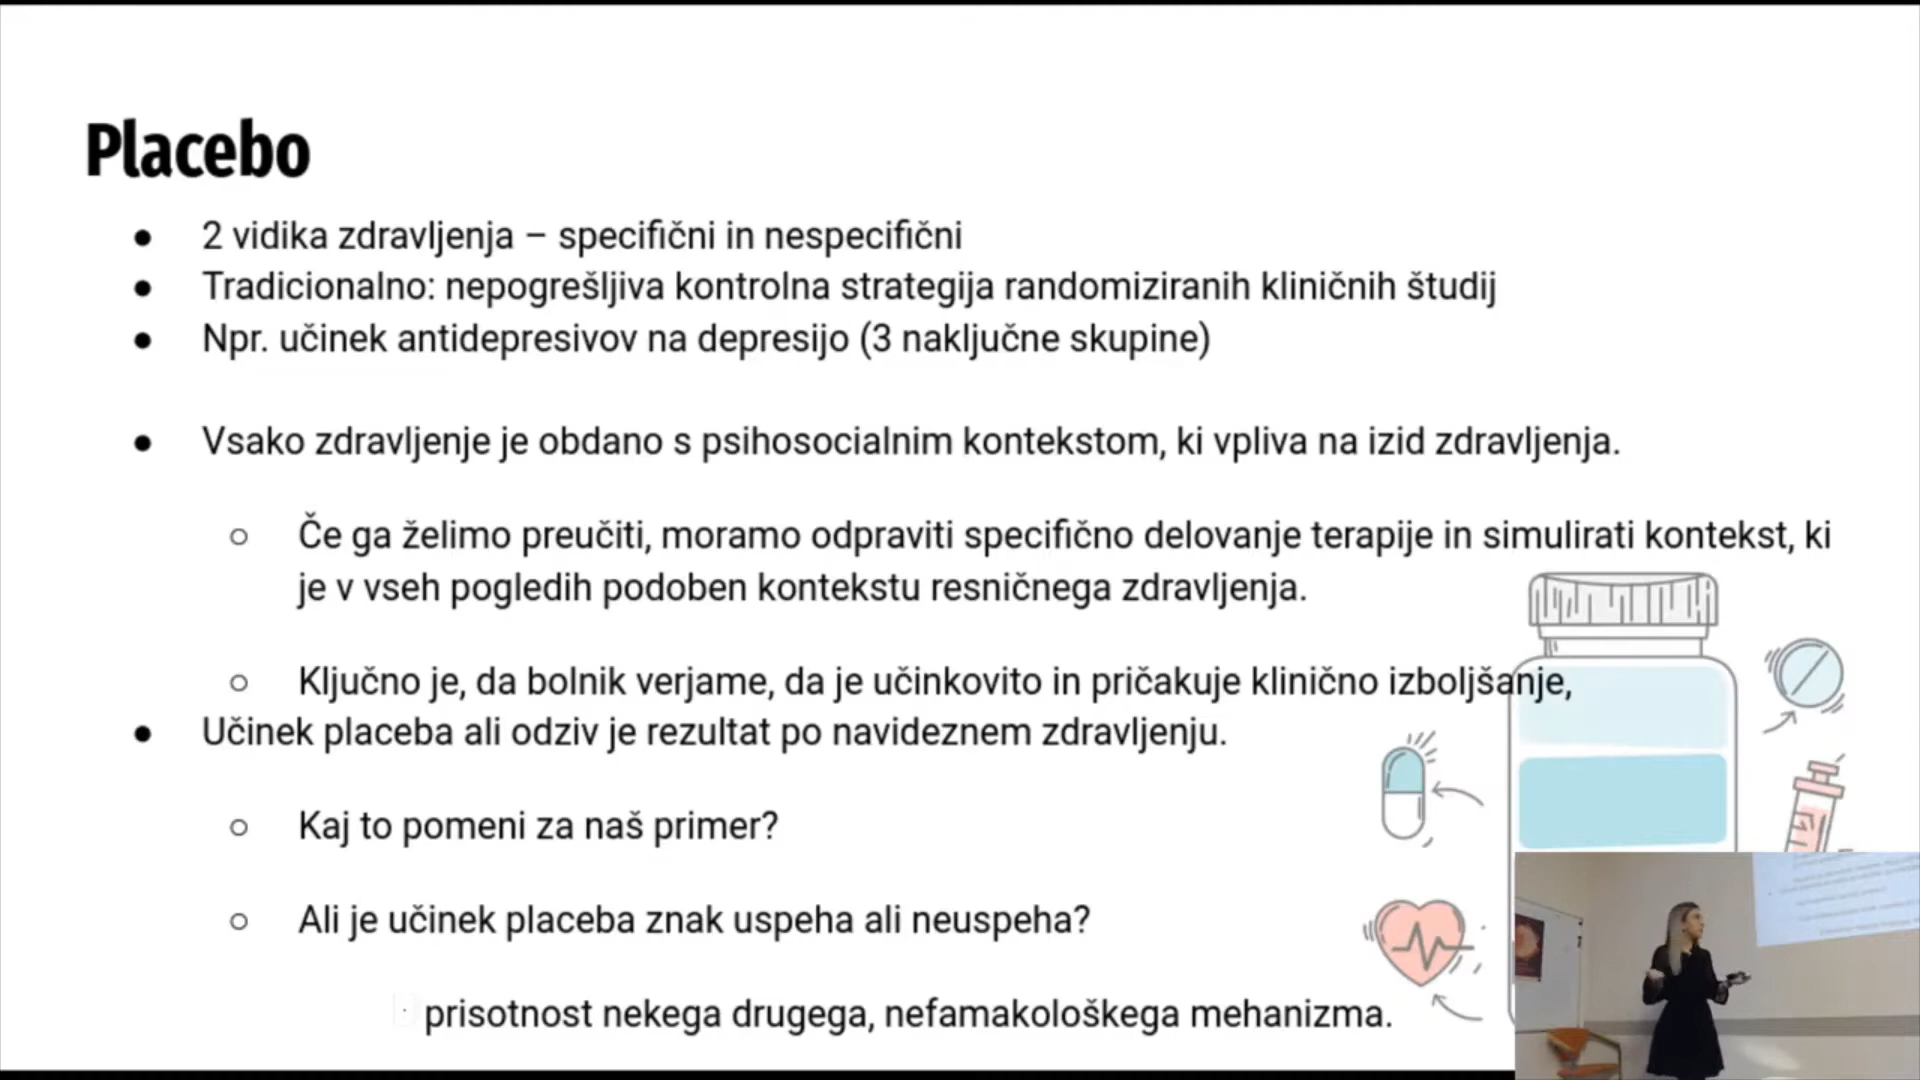 Placebo
● 2 vidika zdravljenja – specifični in nespecifični
● Tradicionalno: nepogrešljiva kontrolna strategija randomiziranih kliničnih študij
● Npr. učinek antidepresivov na depresijo (3 naključne skupine)
● Vsako zdravljenje je obdano s psihosocialnim kontekstom, ki vpliva na izid zdravljenja.
○ Če ga želimo preučiti, moramo odpraviti specifično delovanje terapije in simulirati kontekst, ki
je v vseh pogledih podoben kontekstu resničnega zdravljenja.
○ Ključno je, da bolnik verjame, da je učinkovito in pričakuje klinično izboljšanje,
● Učinek placeba ali odziv je rezultat po navideznem zdravljenju.
○ Kaj to pomeni za naš primer?
○ Ali je učinek placeba znak uspeha ali neuspeha?
prisotnost nekega drugega, nefamakološkega mehanizma.